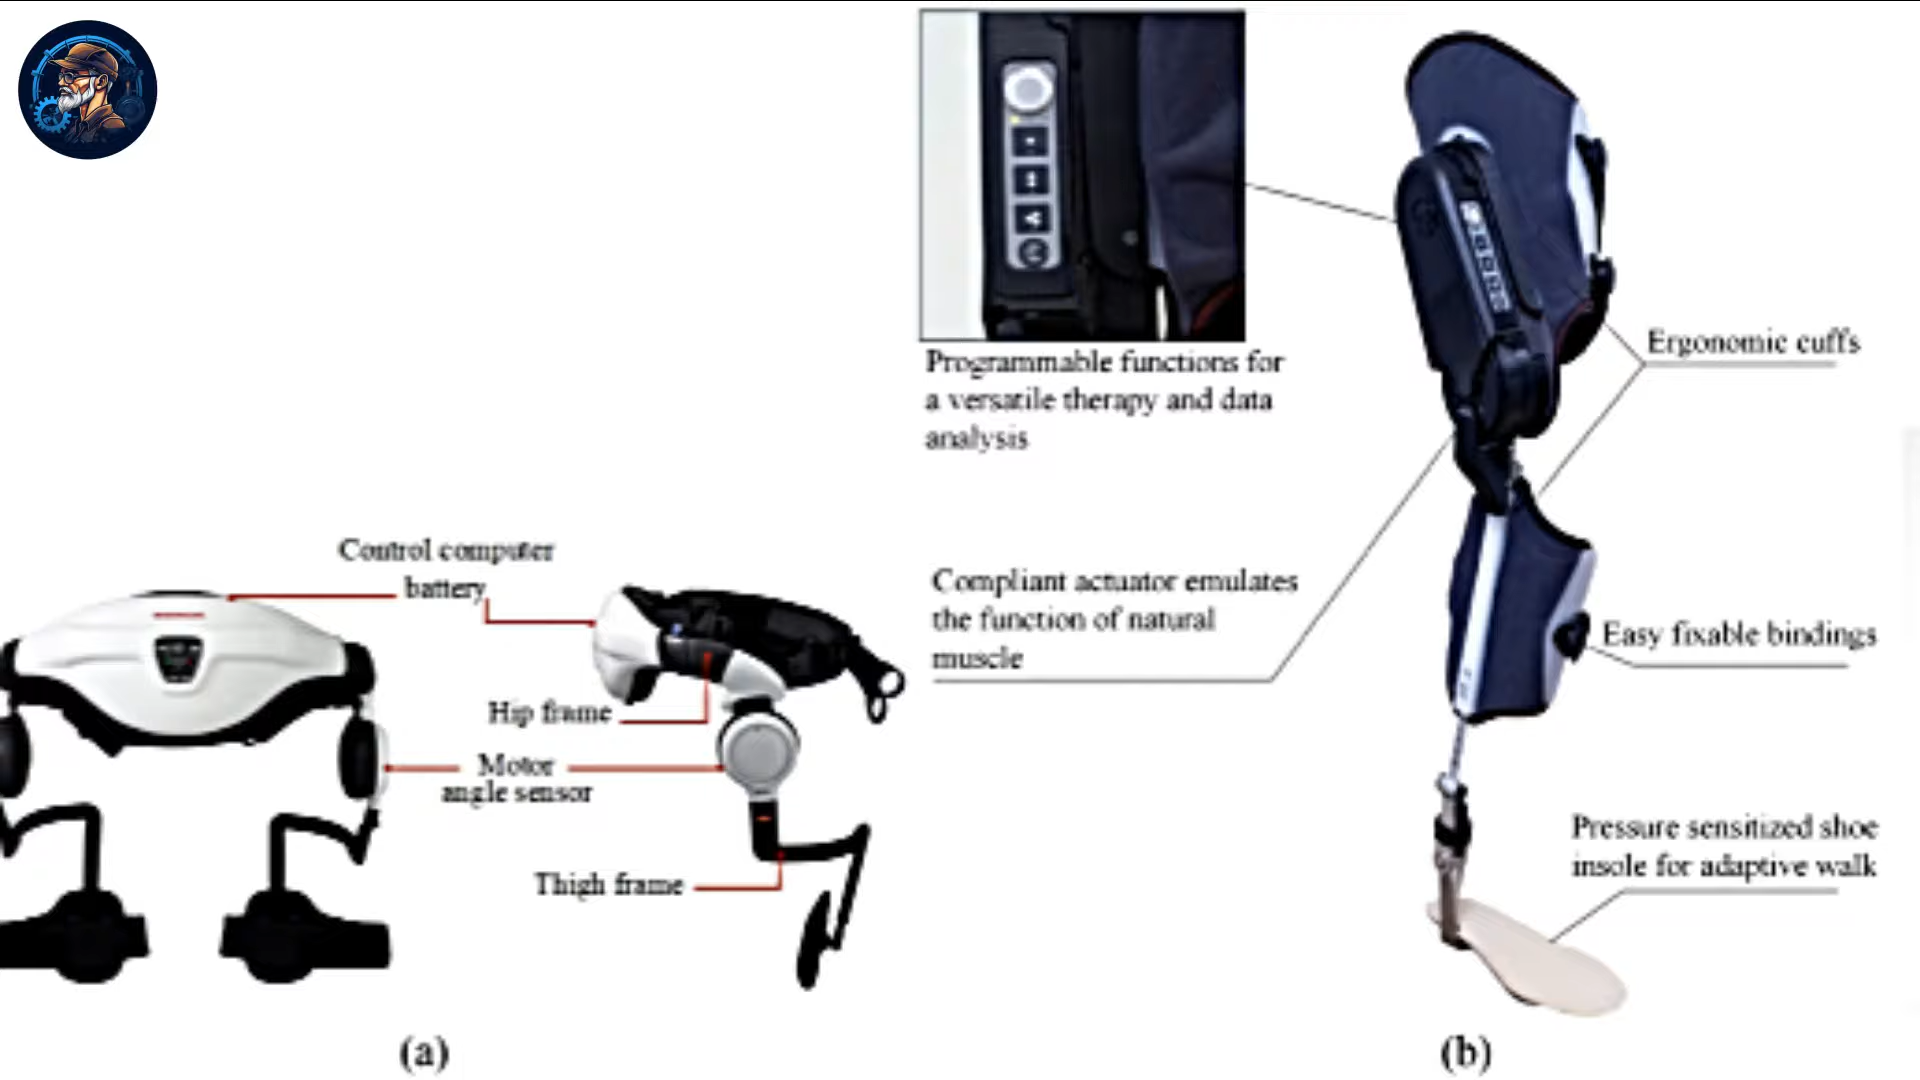 Programmable functions for
a versatile therapy and data
analysis
Ergonomic cuffs
Control computer
battery
Compliant actuator emulates
the function of natural
muscle
Easy fixable bindings
Hip frame
Motor
angle sensor
Thigh frame
Pressure sensitized shoe
insole for adaptive walk
(a)
(b)